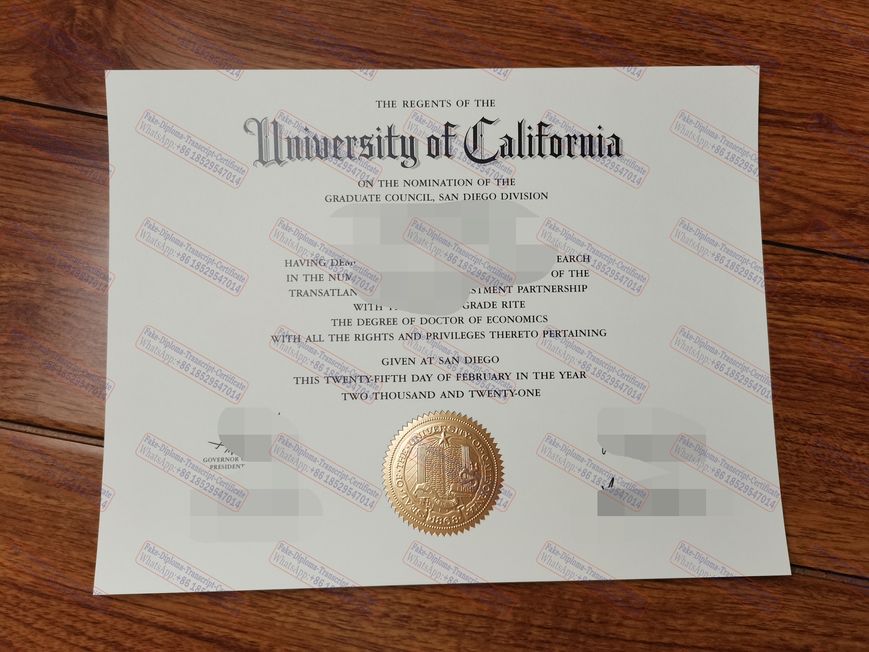 THE REGENTS OF THE
University of California
ON THE NOMINATION OF THE
GRADUATE COUNCIL, SAN DIEGO DIVISION
HAVING EARCH
IN THE OF THE
PARTNERSHIP
WITH GRADE RITE
THE DEGREE OF DOCTOR OF ECONOMICS
WITH ALL THE RIGHTS AND PRIVILEGES THERETO PERTAINING
GIVEN AT SAN DIEGO
THIS TWENTY-FIFTH DAY OF FEBRUARY IN THE YEAR
TWO THOUSAND AND TWENTY-ONE
GOVERNOR
PRESIDENT
1868
Fake-Diploma-Transcript-Certificate
WhatsApp:+86 18529547014